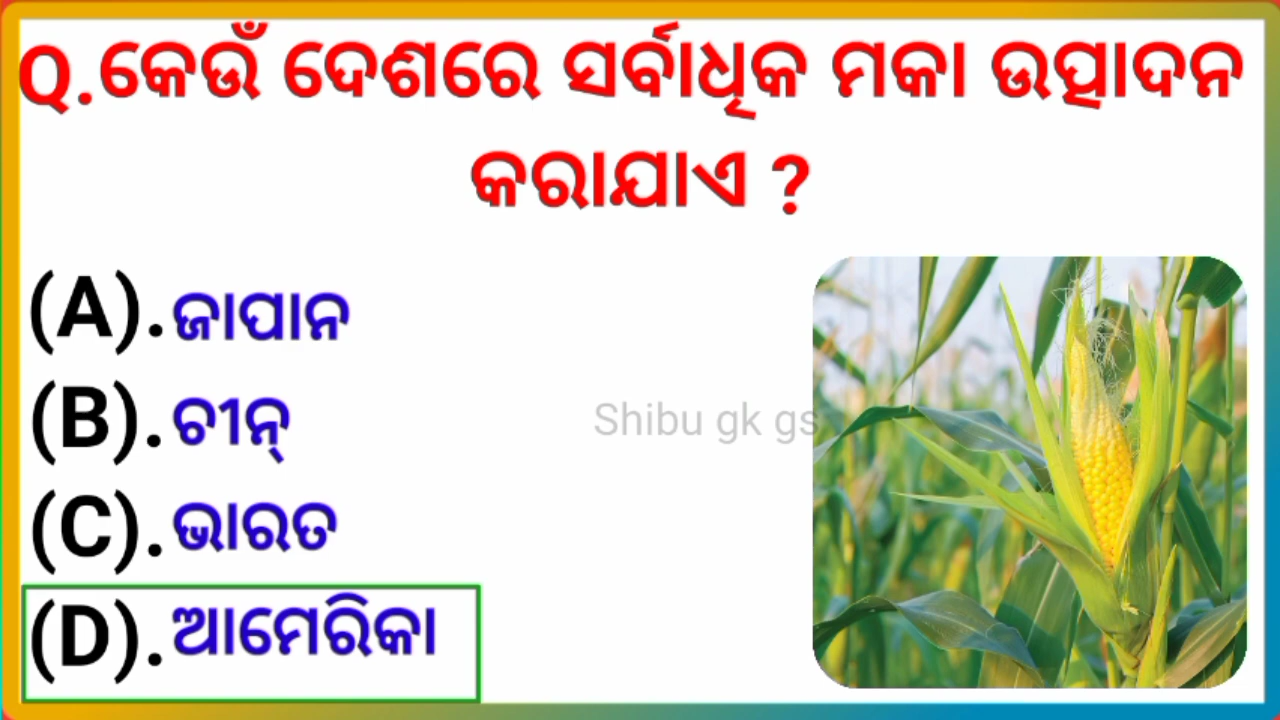 Q.କେଉଁ ଦେଶରେ ସର୍ବାଧିକ ମକା ଉତ୍ପାଦନ
କରାଯାଏ ?
(A).ଜାପାନ
(B).ଚୀନ୍
(C).ଭାରତ
(D).ଆମେରିକା
Shibu gk gs